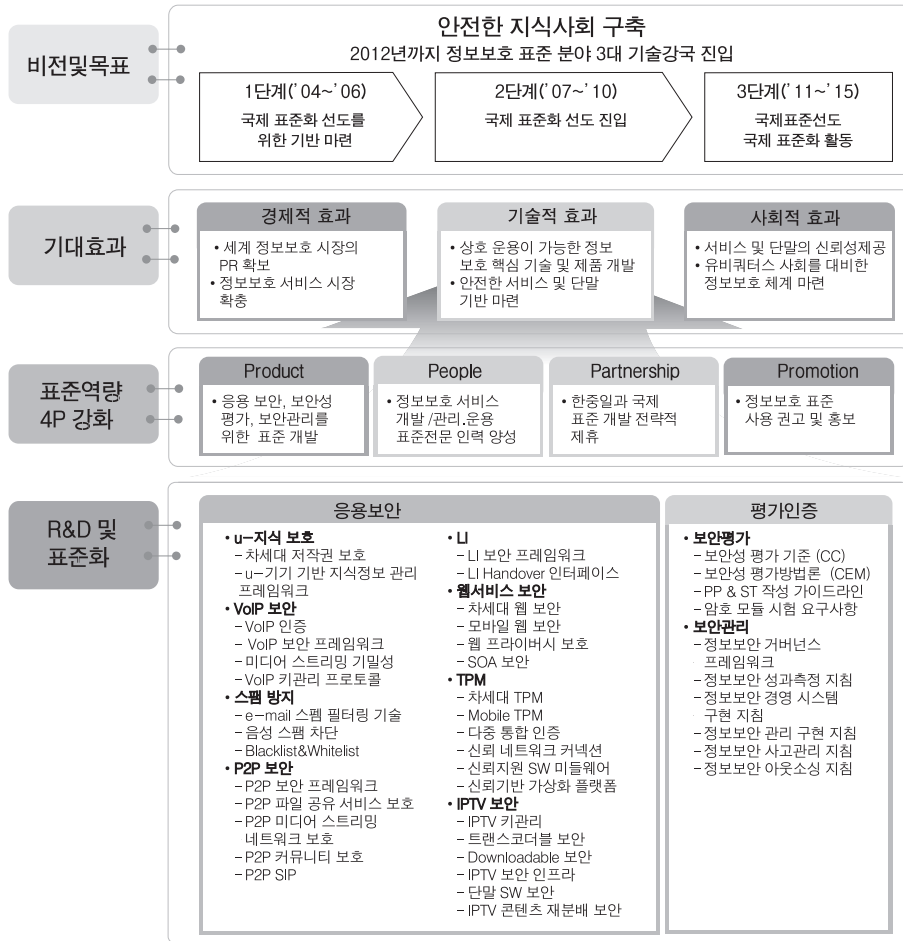 비전및목표
안전한 지식사회 구축
2012년까지 정보보호 표준 분야 3대 기술강국 진입
1단계('04~'06)
국제 표준화 선도를
위한 기반 마련
2단계('07~'10)
국제 표준화 선도 진입
3단계('11~'15)
국제표준선도
국제 표준화 활동
기대효과
경제적 효과
• 세계 정보보호 시장의
PR 확보
• 정보보호 서비스 시장
확충
기술적 효과
• 상호 운용이 가능한 정보
보호 핵심 기술 및 제품 개발
• 안전한 서비스 및 단말
기반 마련
사회적 효과
• 서비스 및 단말의 신뢰성제공
• 유비쿼터스 사회를 대비한
정보보호 체계 마련
표준역량
4P 강화
Product
• 응용 보안, 보안성
평가, 보안관리를
위한 표준 개발
People
• 정보보호 서비스
개발 /관리.운용
표준전문 인력 양성
Partnership
• 한중일과 국제
표준 개발 전략적
제휴
Promotion
• 정보보호 표준
사용 권고 및 홍보
R&D 및
표준화
응용보안
• u-지식 보호
- 차세대 저작권 보호
- u-기기 기반 지식정보 관리
프레임워크
• VoIP 보안
- VoIP 인증
- VoIP 보안 프레임워크
- 미디어 스트리밍 기밀성
- VoIP 키관리 프로토콜
• 스팸 방지
- e-mail 스펨 필터링 기술
- 음성 스팸 차단
- Blacklist&Whitelist
• P2P 보안
- P2P 보안 프레임워크
- P2P 파일 공유 서비스 보호
- P2P 미디어 스트리밍
네트워크 보호
- P2P 커뮤니티 보호
- P2P SIP
• LI
- LI 보안 프레임워크
- LI Handover 인터페이스
• 웹서비스 보안
- 차세대 웹 보안
- 모바일 웹 보안
- 웹 프라이버시 보호
- SOA 보안
• TPM
- 차세대 TPM
- Mobile TPM
- 다중 통합 인증
- 신뢰 네트워크 커넥션
- 신뢰지원 SW 미들웨어
- 신뢰기반 가상화 플랫폼
• IPTV 보안
- IPTV 키관리
- 트랜스코더블 보안
- Downloadable 보안
- IPTV 보안 인프라
- 단말 SW 보안
- IPTV 콘텐츠 재분배 보안
평가인증
• 보안평가
- 보안성 평가 기준 (CC)
- 보안성 평가방법론 (CEM)
- PP & ST 작성 가이드라인
- 암호 모듈 시험 요구사항
• 보안관리
- 정보보안 거버넌스
프레임워크
- 정보보안 성과측정 지침
- 정보보안 경영 시스템
구현 지침
- 정보보안 관리 구현 지침
- 정보보안 사고관리 지침
- 정보보안 아웃소싱 지침